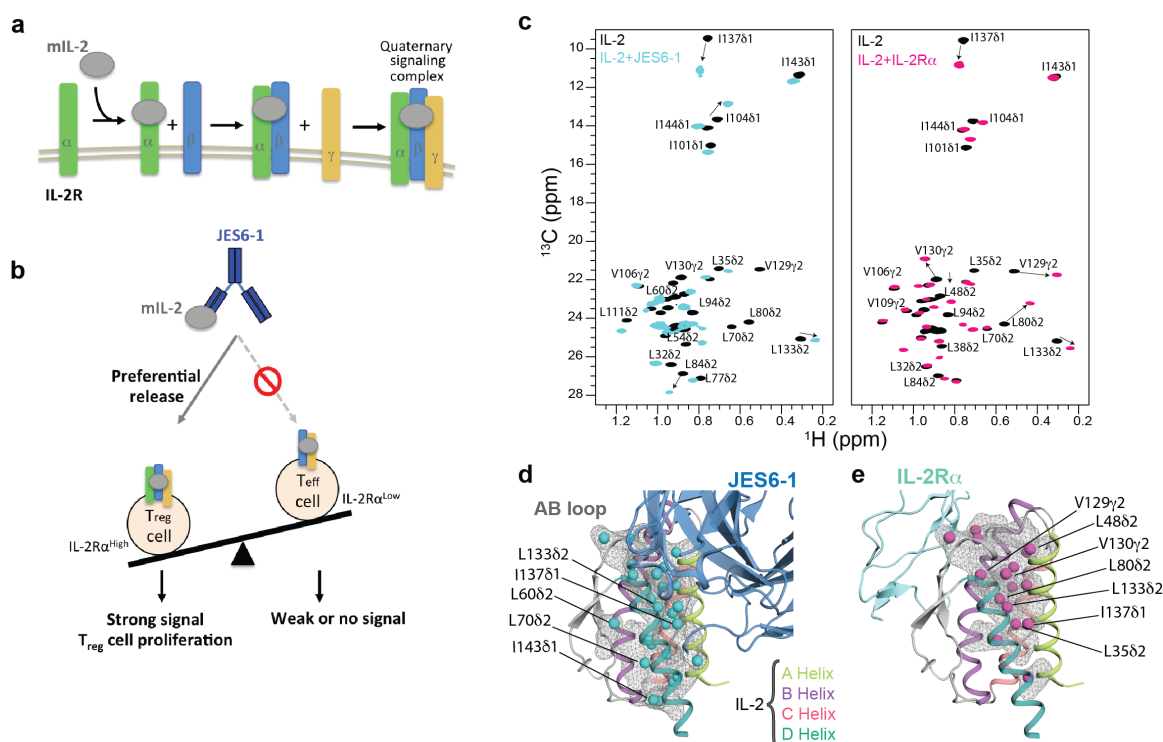 a
mIL-2
Quaternary
signaling
complex
α
α
+
β
α
β
+
γ
α
β
γ
IL-2R
b
JES6-1
mIL-2
Preferential
release
Treg
cell
IL-2Rα^High
Teff
cell
IL-2Rα^Low
Strong signal
Treg cell proliferation
Weak or no signal
c
IL-2
IL-2+JES6-1
I137δ1
I143δ1
I104δ1
I144δ1
I101δ1
V130γ2
L35δ2
V129γ2
V106γ2
L60δ2
L94δ2
L111δ2
L80δ2
L54δ2
L70δ2
L133δ2
L32δ2
L84δ2
L77δ2
IL-2
IL-2+IL-2Rα
I137δ1
I143δ1
I144δ1
I104δ1
I101δ1
V130γ2
L35δ2
V129γ2
V106γ2
L48δ2
V109γ2
L94δ2
L80δ2
L70δ2
L38δ2
L133δ2
L32δ2
L84δ2
13C (ppm)
10
12
14
16
18
20
22
24
26
28
1.2 1.0 0.8 0.6 0.4 0.2
1.2 1.0 0.8 0.6 0.4 0.2
1H (ppm)
d
JES6-1
AB loop
L133δ2
I137δ1
L60δ2
L70δ2
I143δ1
IL-2
A Helix
B Helix
C Helix
D Helix
e
IL-2Rα
V129γ2
L48δ2
V130γ2
L80δ2
L133δ2
I137δ1
L35δ2